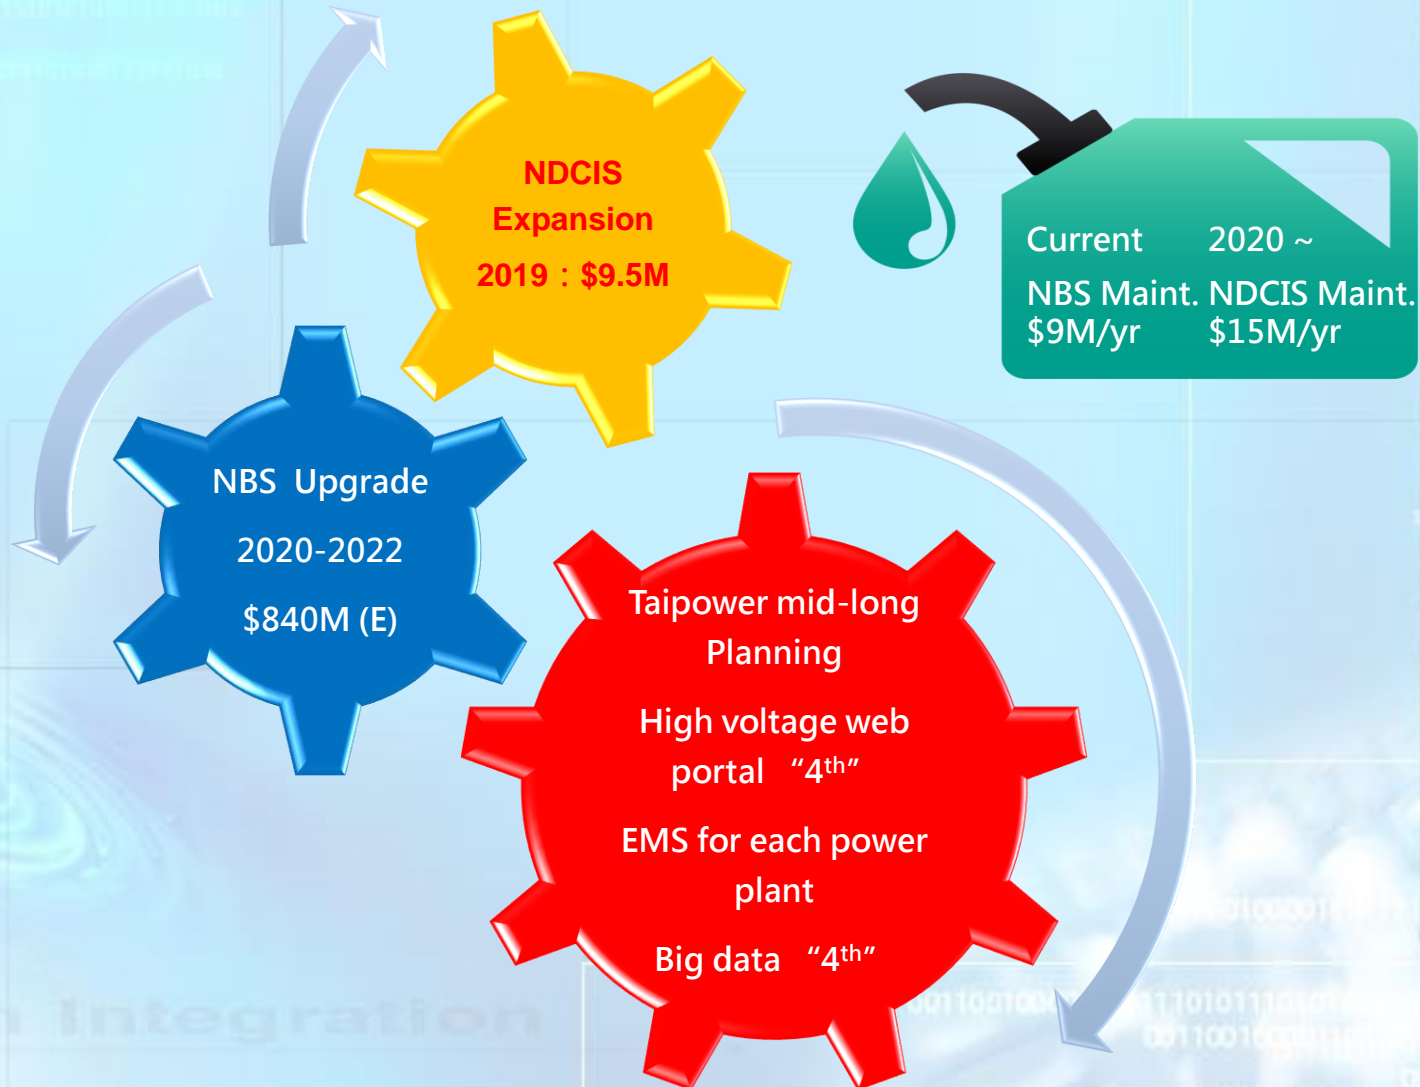 NDCIS
Expansion
2019：$9.5M
Current 2020 ~
NBS Maint. NDCIS Maint.
$9M/yr $15M/yr
NBS Upgrade
2020-2022
$840M (E)
Taipower mid-long
Planning
High voltage web
portal “4th”
EMS for each power
plant
Big data “4th”
Integration